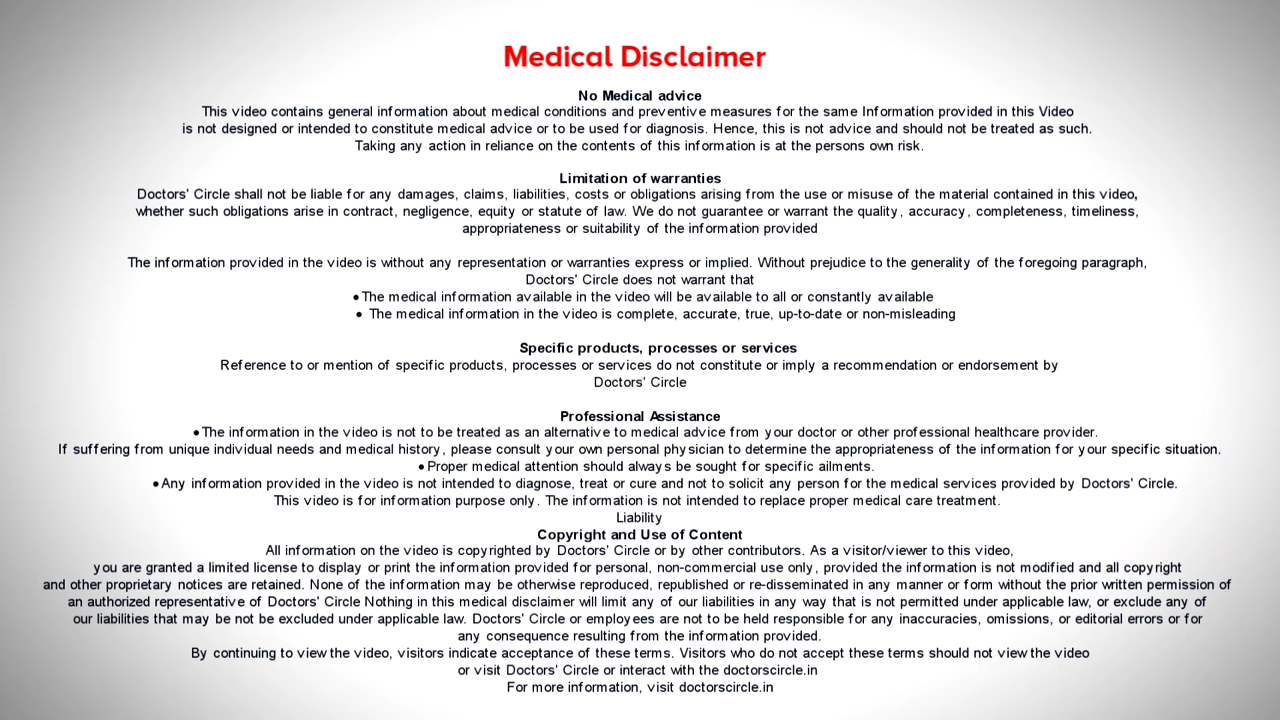 Medical Disclaimer
No Medical advice
This video contains general information about medical conditions and preventive measures for the same Information provided in this Video
is not designed or intended to constitute medical advice or to be used for diagnosis. Hence, this is not advice and should not be treated as such.
Taking any action in reliance on the contents of this information is at the persons own risk.
Limitation of warranties
Doctors' Circle shall not be liable for any damages, claims, liabilities, costs or obligations arising from the use or misuse of the material contained in this video,
whether such obligations arise in contract, negligence, equity or statute of law. We do not guarantee or warrant the quality, accuracy, completeness, timeliness,
appropriateness or suitability of the information provided
The information provided in the video is without any representation or warranties express or implied. Without prejudice to the generality of the foregoing paragraph,
Doctors' Circle does not warrant that
• The medical information available in the video will be available to all or constantly available
• The medical information in the video is complete, accurate, true, up-to-date or non-misleading
Specific products, processes or services
Reference to or mention of specific products, processes or services do not constitute or imply a recommendation or endorsement by
Doctors' Circle
Professional Assistance
• The information in the video is not to be treated as an alternative to medical advice from your doctor or other professional healthcare provider.
If suffering from unique individual needs and medical history, please consult your own personal physician to determine the appropriateness of the information for your specific situation.
• Proper medical attention should always be sought for specific ailments.
• Any information provided in the video is not intended to diagnose, treat or cure and not to solicit any person for the medical services provided by Doctors' Circle.
This video is for information purpose only. The information is not intended to replace proper medical care treatment.
Liability
Copyright and Use of Content
All information on the video is copyrighted by Doctors' Circle or by other contributors. As a visitor/viewer to this video,
you are granted a limited license to display or print the information provided for personal, non-commercial use only, provided the information is not modified and all copyright
and other proprietary notices are retained. None of the information may be otherwise reproduced, republished or re-disseminated in any manner or form without the prior written permission of
an authorized representative of Doctors' Circle Nothing in this medical disclaimer will limit any of our liabilities in any way that is not permitted under applicable law, or exclude any of
our liabilities that may be not be excluded under applicable law. Doctors' Circle or employees are not to be held responsible for any inaccuracies, omissions, or editorial errors or for
any consequence resulting from the information provided.
By continuing to view the video, visitors indicate acceptance of these terms. Visitors who do not accept these terms should not view the video
or visit Doctors' Circle or interact with the doctorscircle.in
For more information, visit doctorscircle.in